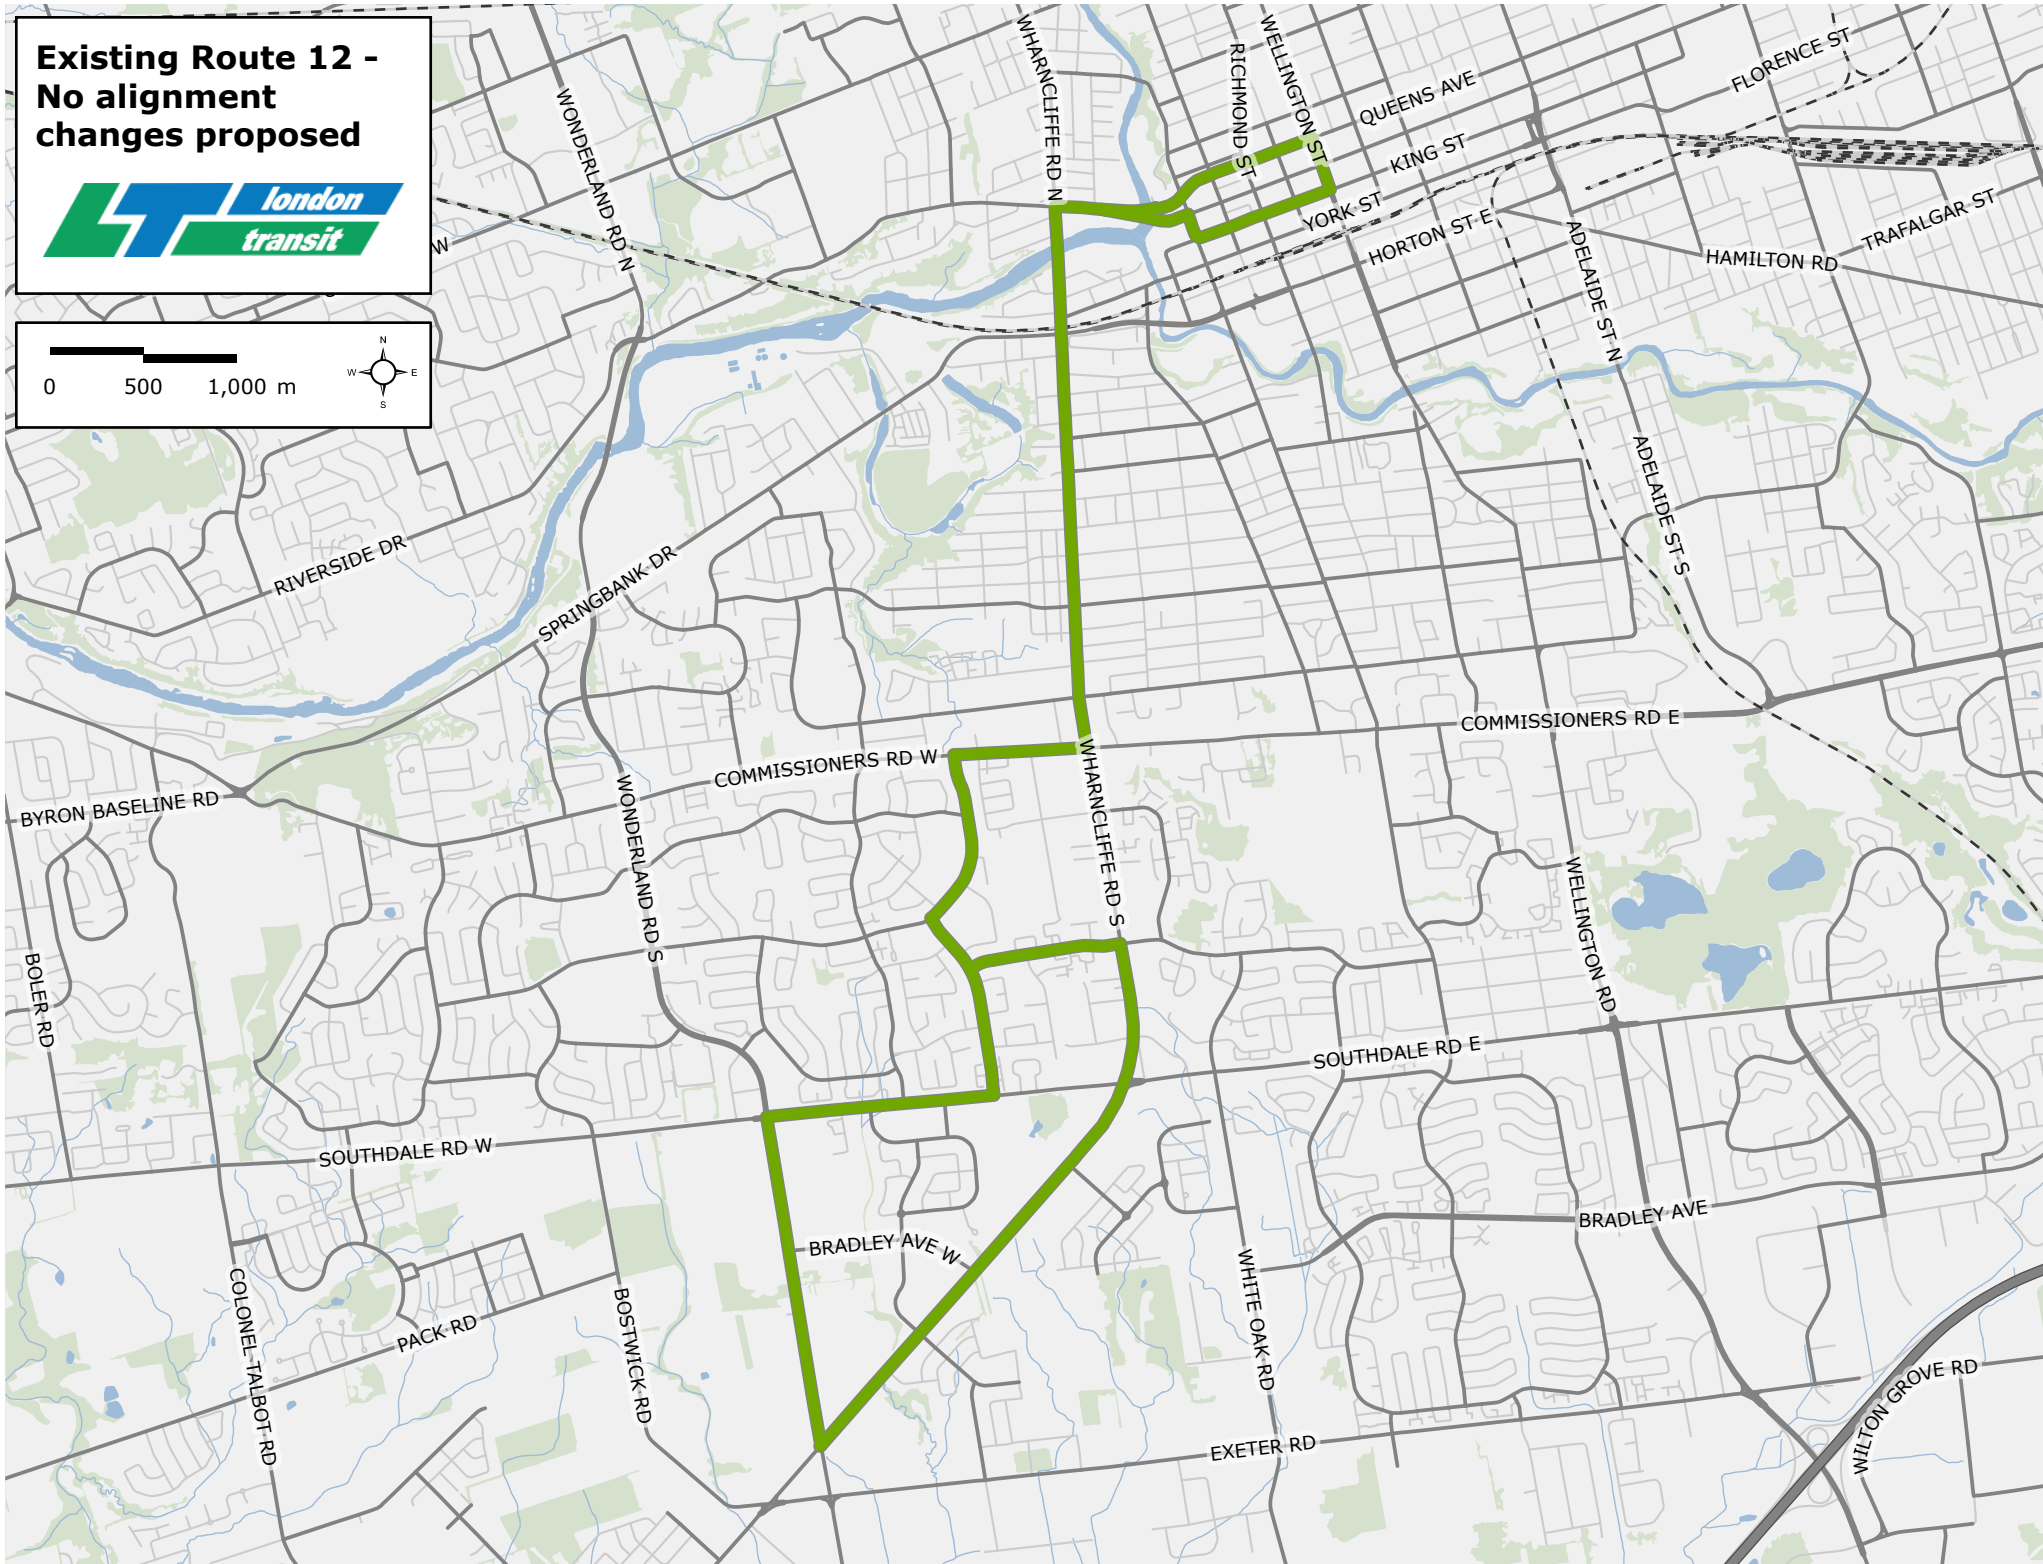 Existing Route 12 -
No alignment
changes proposed
london
transit
0 500 1,000 m
N
W E
S
W
WONDERLAND RD N
WHARNCLIFFE RD N
RICHMOND ST
WELLINGTON ST
QUEENS AVE
KING ST
YORK ST
HORTON ST E
FLORENCE ST
ADELAIDE ST N
HAMILTON RD
TRAFALGAR ST
RIVERSIDE DR
SPRINGBANK DR
ADELAIDE ST S
COMMISSIONERS RD W
COMMISSIONERS RD E
BYRON BASELINE RD
WONDERLAND RD S
WHARNCLIFFE RD S
WELLINGTON RD
BOLER RD
SOUTHDALE RD E
SOUTHDALE RD W
BRADLEY AVE W
BRADLEY AVE
COLONEL TALBOT RD
PACK RD
BOSTWICK RD
WHITE OAK RD
EXETER RD
WILTON GROVE RD